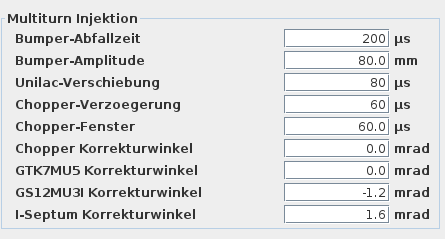 Multiturn Injektion
Bumper-Abfallzeit 200 µs
Bumper-Amplitude 80.0 mm
Unilac-Verschiebung 80 µs
Chopper-Verzoegerung 60 µs
Chopper-Fenster 60.0 µs
Chopper Korrekturwinkel 0.0 mrad
GTK7MU5 Korrekturwinkel 0.0 mrad
GS12MU3I Korrekturwinkel -1.2 mrad
I-Septum Korrekturwinkel 1.6 mrad